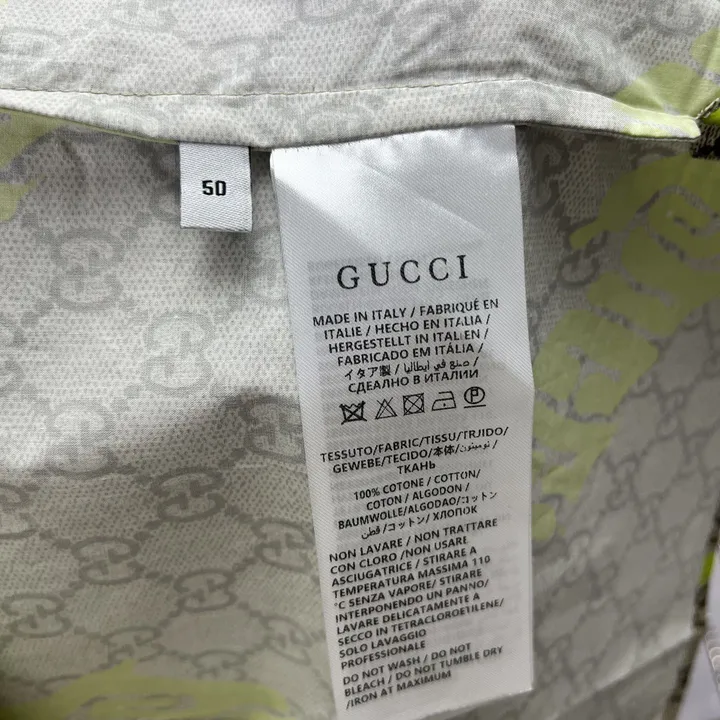 50
GUCCI
MADE IN ITALY / FABRIQUÉ EN
ITALIE / HECHO EN ITALIA /
HERGESTELLT IN ITALIEN /
FABRICADO EM ITÁLIA /
イタリア製 / صنع في ايطاليا /
СДЕЛАНО В ИТАЛИИ
TESSUTO/FABRIC/TISSU/TEJIDO/
GEWEBE/TECIDO/本体/
ТКАНЬ
100% COTONE / COTTON/
COTON / ALGODON /
BAUMWOLLE/ALGODAO/コットン
قطن /コットン/ ХЛОПОК
NON LAVARE / NON TRATTARE
CON CLORO /NON USARE
ASCIUGATRICE / STIRARE A
TEMPERATURA MASSIMA 110
°C SENZA VAPORE/ STIRARE
INTERPONENDO UN PANNO/
LAVARE DELICATAMENTE A
SECCO IN TETRACLOROETILENE/
SOLO LAVAGGIO
PROFESSIONALE
DO NOT WASH / DO NOT
BLEACH / DO NOT TUMBLE DRY
/IRON AT MAXIMUM